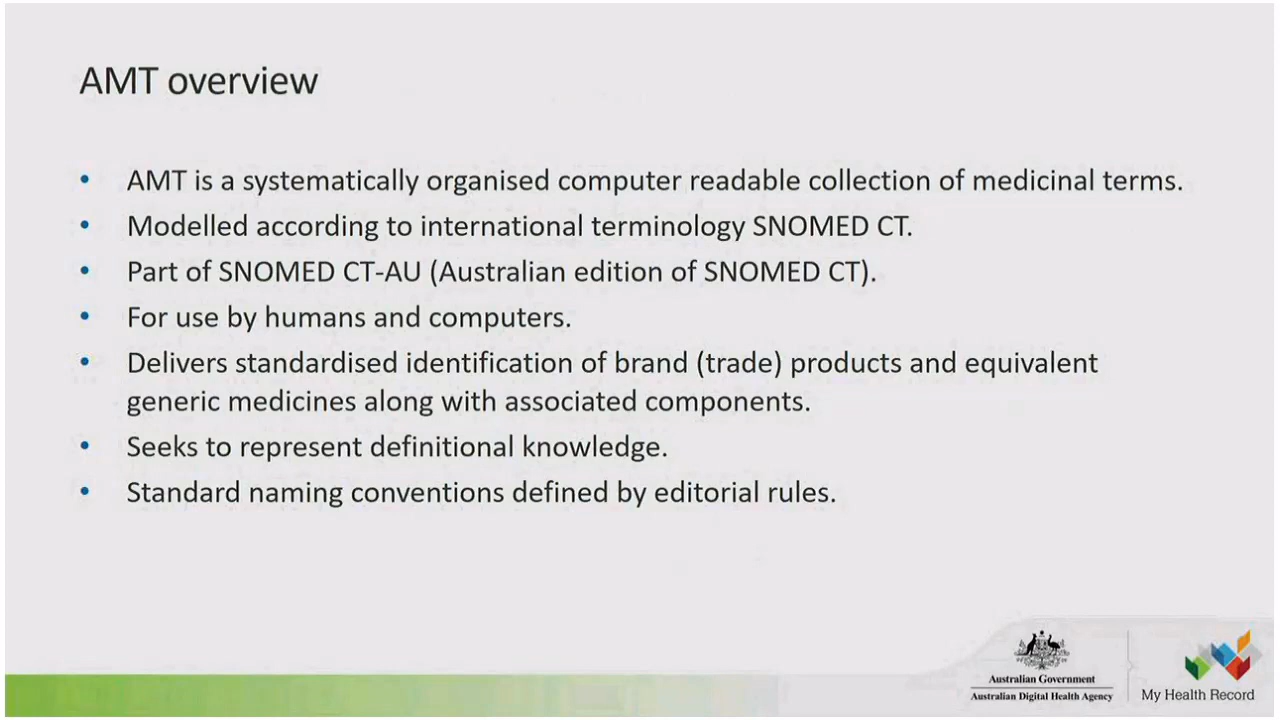 AMT overview
• AMT is a systematically organised computer readable collection of medicinal terms.
• Modelled according to international terminology SNOMED CT.
• Part of SNOMED CT-AU (Australian edition of SNOMED CT).
• For use by humans and computers.
• Delivers standardised identification of brand (trade) products and equivalent
generic medicines along with associated components.
• Seeks to represent definitional knowledge.
• Standard naming conventions defined by editorial rules.
Australian Government
Australian Digital Health Agency
My Health Record